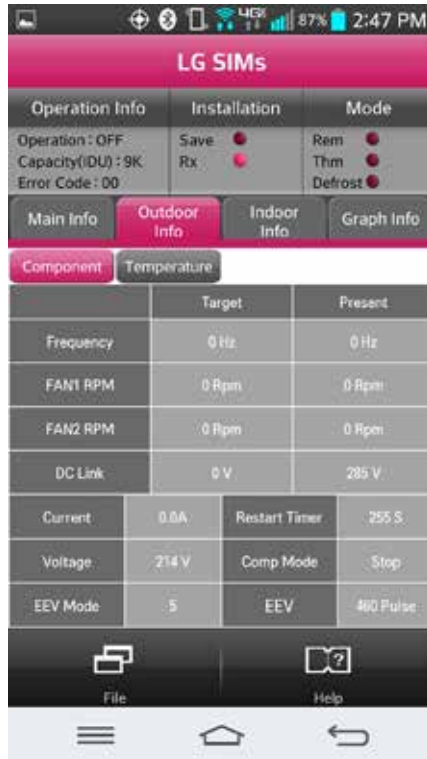 4G 87% 2:47 PM
LG SIMs
Operation Info Installation Mode
Operation : OFF Save Rem
Capacity(IDU) : 9K Rx Thm
Error Code : 00 Defrost
Main Info Outdoor Info Indoor Info Graph Info
Component Temperature
Target Present
Frequency 0 Hz 0 Hz
FAN1 RPM 0 Rpm 0 Rpm
FAN2 RPM 0 Rpm 0 Rpm
DC Link 0 V 285 V
Current 0.0A Restart Timer 255 S
Voltage 214 V Comp Mode Stop
EEV Mode 5 EEV 460 Pulse
File Help